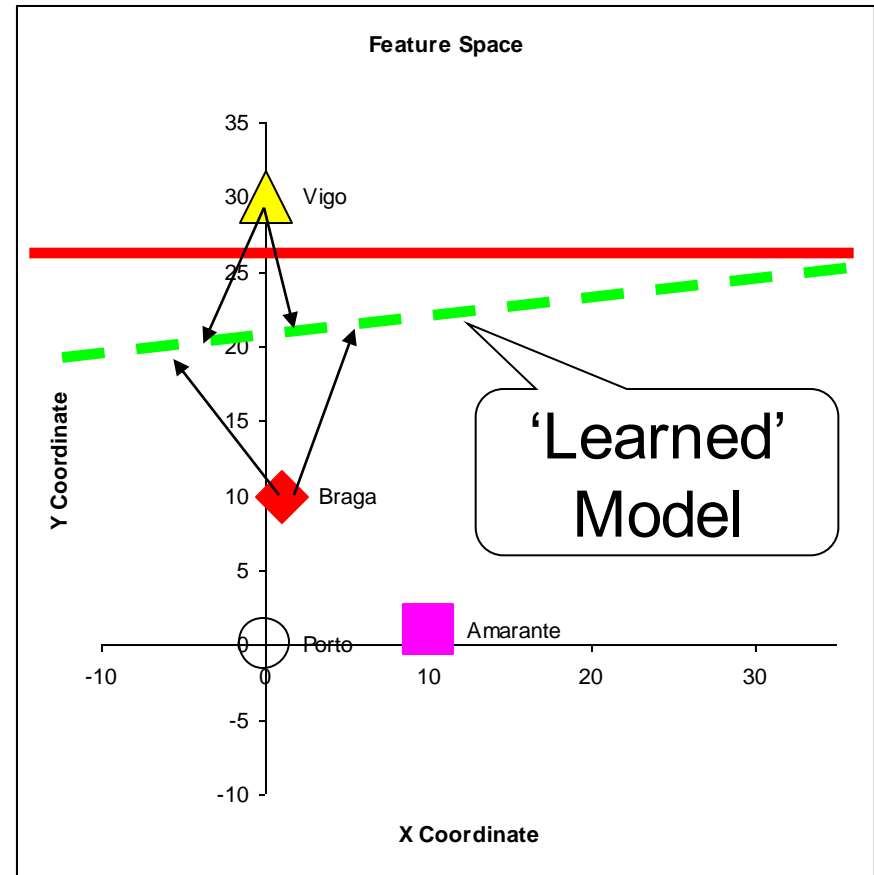 Feature Space
35
30
Vigo
25
20
Y Coordinate
‘Learned’
Model
15
10
Braga
5
0
Porto
Amarante
-10
0
10
20
30
-5
-10
X Coordinate